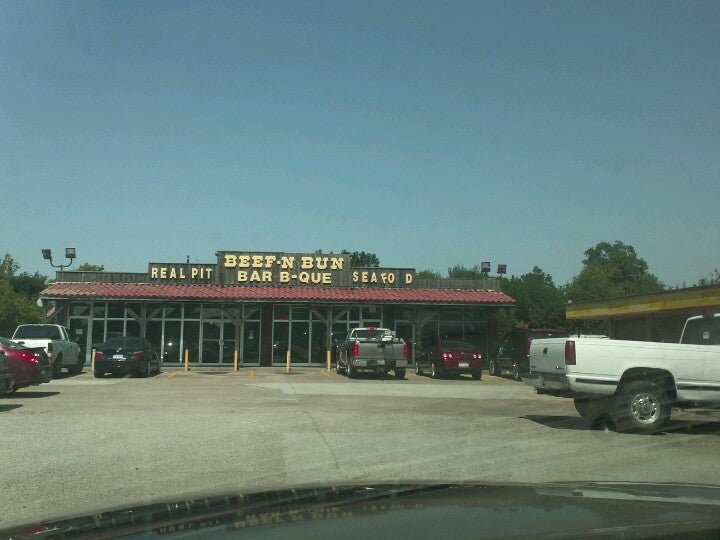 REAL PIT
BEEF-N BUN
BAR B-QUE
SEAFO D